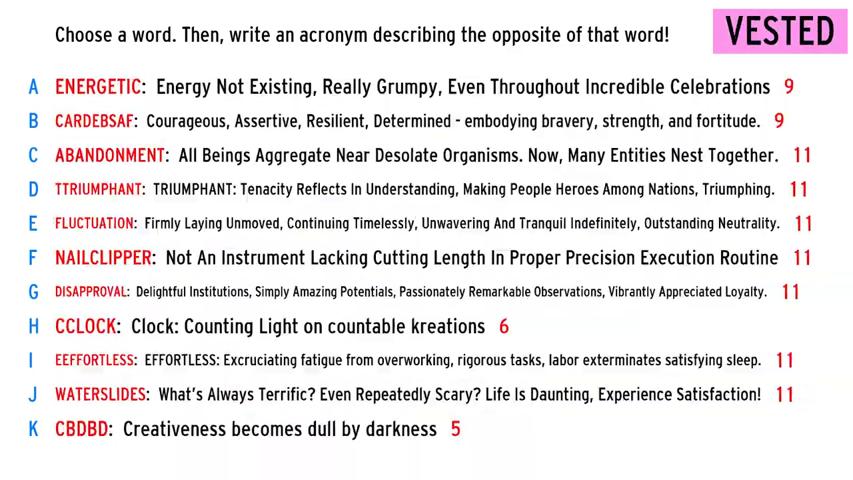 Choose a word. Then, write an acronym describing the opposite of that word!
VESTED
A ENERGETIC: Energy Not Existing, Really Grumpy, Even Throughout Incredible Celebrations 9
B CARDEBSAF: Courageous, Assertive, Resilient, Determined - embodying bravery, strength, and fortitude. 9
C ABANDONMENT: All Beings Aggregate Near Desolate Organisms. Now, Many Entities Nest Together. 11
D TTRIUMPHANT: TRIUMPHANT: Tenacity Reflects In Understanding, Making People Heroes Among Nations, Triumphing. 11
E FLUCTUATION: Firmly Laying Unmoved, Continuing Timelessly, Unwavering And Tranquil Indefinitely, Outstanding Neutrality. 11
F NAILCLIPPER: Not An Instrument Lacking Cutting Length In Proper Precision Execution Routine 11
G DISAPPROVAL: Delightful Institutions, Simply Amazing Potentials, Passionately Remarkable Observations, Vibrantly Appreciated Loyalty. 11
H CCLOCK: Clock: Counting Light on countable kreations 6
I EEFFORTLESS: EFFORTLESS: Excruciating fatigue from overworking, rigorous tasks, labor exterminates satisfying sleep. 11
J WATERSLIDES: What's Always Terrific? Even Repeatedly Scary? Life Is Daunting, Experience Satisfaction! 11
K CBDBD: Creativeness becomes dull by darkness 5